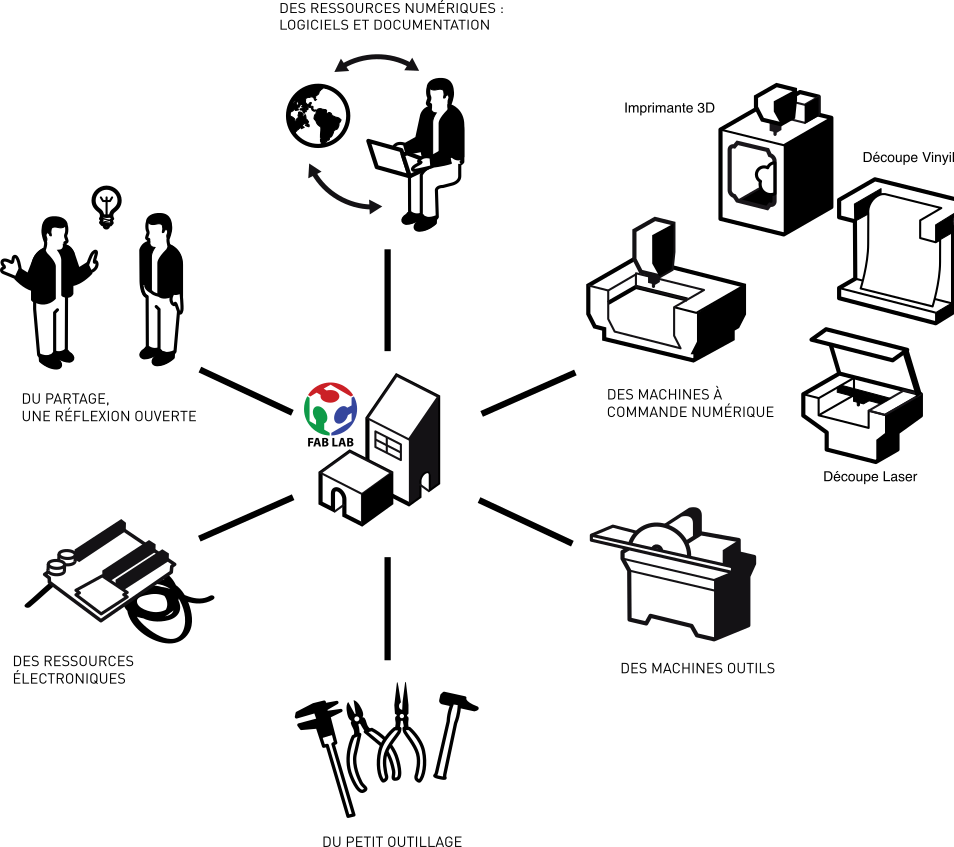 DES RESSOURCES NUMÉRIQUES :
LOGICIELS ET DOCUMENTATION
Imprimante 3D
Découpe Vinyil
DU PARTAGE,
UNE RÉFLEXION OUVERTE
FAB LAB
DES MACHINES À
COMMANDE NUMÉRIQUE
Découpe Laser
DES RESSOURCES
ÉLECTRONIQUES
DES MACHINES OUTILS
DU PETIT OUTILLAGE